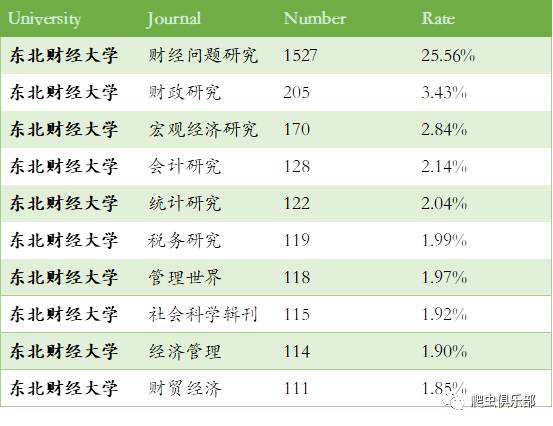 University Journal Number Rate
东北财经大学 财经问题研究 1527 25.56%
东北财经大学 财政研究 205 3.43%
东北财经大学 宏观经济研究 170 2.84%
东北财经大学 会计研究 128 2.14%
东北财经大学 统计研究 122 2.04%
东北财经大学 税务研究 119 1.99%
东北财经大学 管理世界 118 1.97%
东北财经大学 社会科学辑刊 115 1.92%
东北财经大学 经济管理 114 1.90%
东北财经大学 财贸经济 111 1.85%
爬虫俱乐部